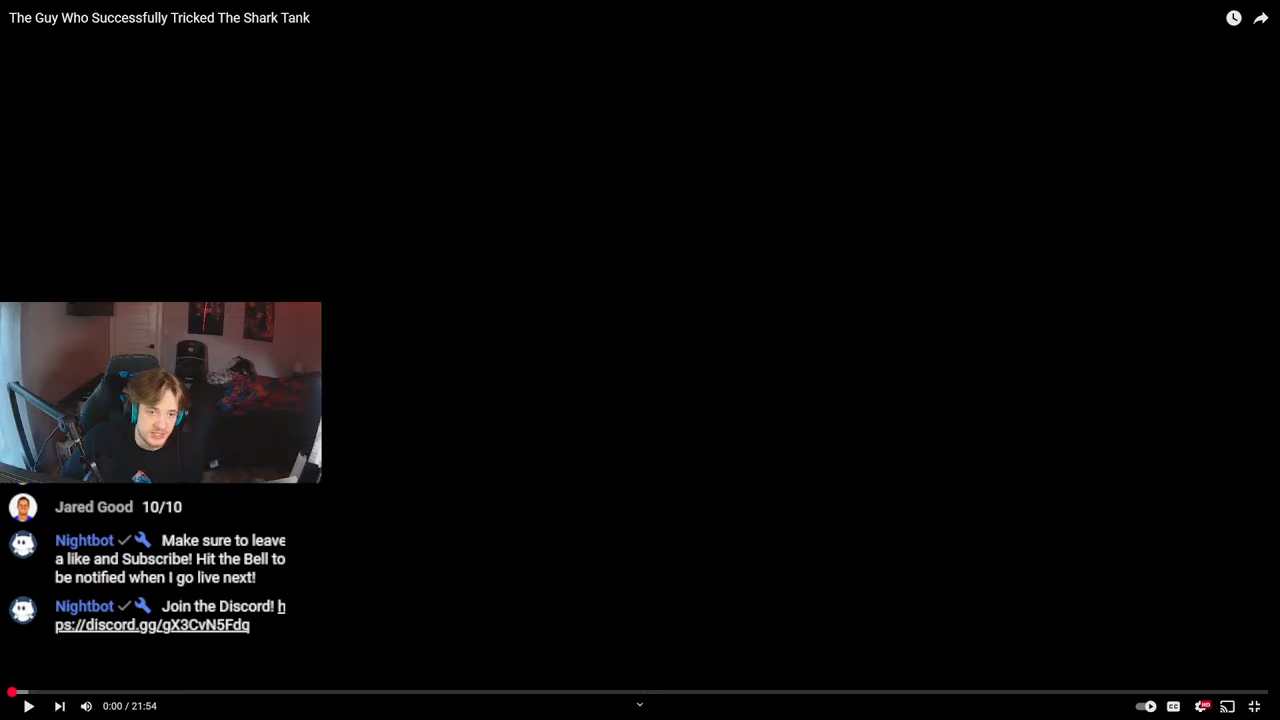 The Guy Who Successfully Tricked The Shark Tank
Jared Good 10/10
Nightbot Make sure to leave
a like and Subscribe! Hit the Bell to
be notified when I go live next!
Nightbot Join the Discord! h
ps://discord.gg/gX3CvN5Fdq
0:00 / 21:54
CC
HD